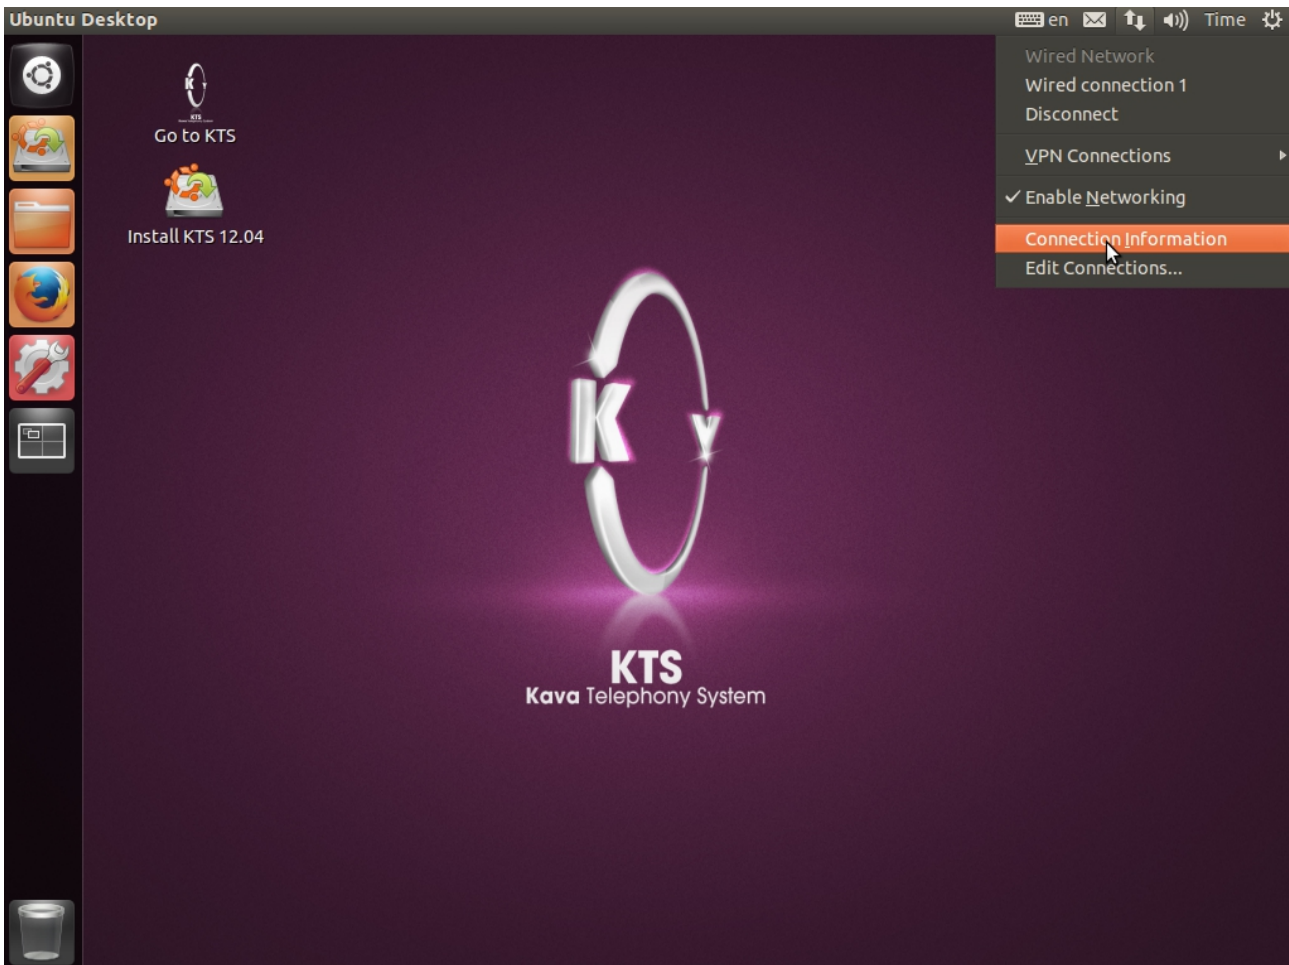 Ubuntu Desktop
en
Time
Wired Network
Wired connection 1
Disconnect
VPN Connections
Enable Networking
Connection Information
Edit Connections...
K
KTS
Go to KTS
Install KTS 12.04
K
KTS
Kava Telephony System